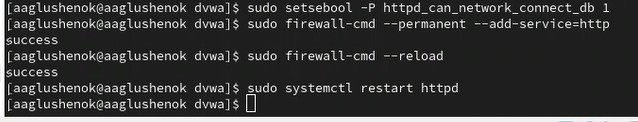 [aaglushenok@aaglushenok dvwa]$ sudo setsebool -P httpd_can_network_connect_db 1
[aaglushenok@aaglushenok dvwa]$ sudo firewall-cmd --permanent --add-service=http
success
[aaglushenok@aaglushenok dvwa]$ sudo firewall-cmd --reload
success
[aaglushenok@aaglushenok dvwa]$ sudo systemctl restart httpd
[aaglushenok@aaglushenok dvwa]$